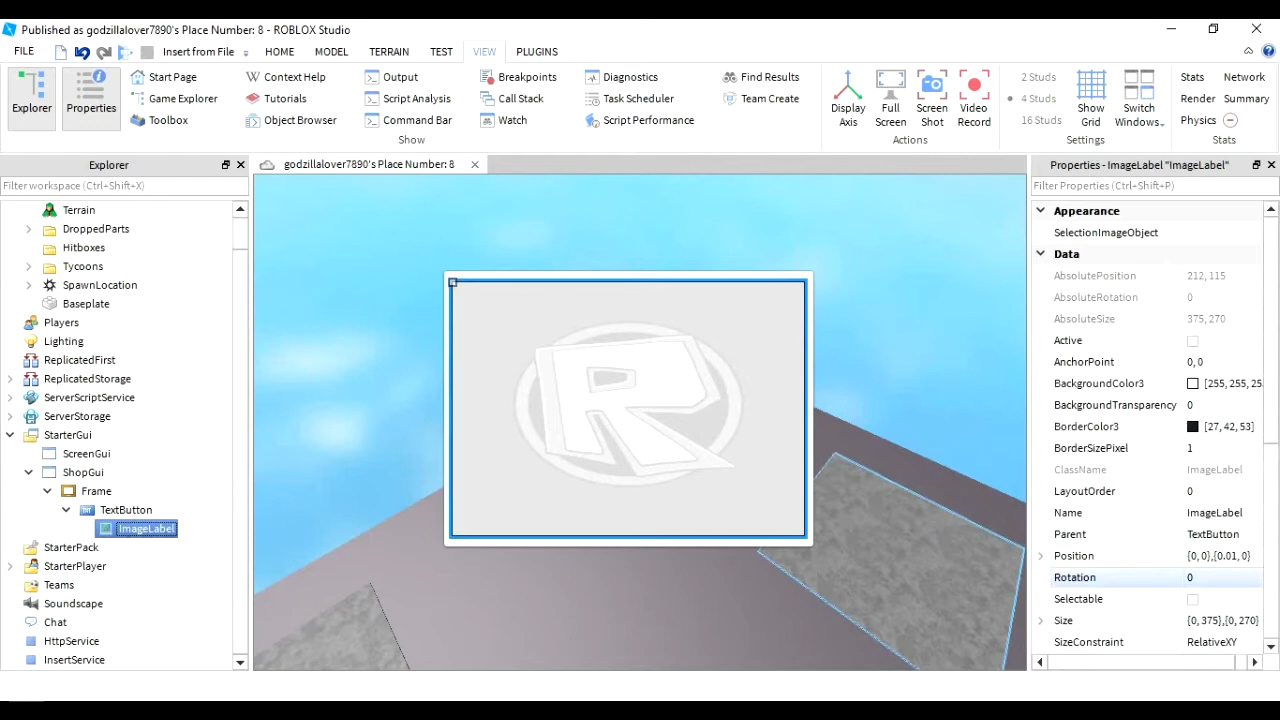 Published as godzillalover7890's Place Number: 8 - ROBLOX Studio
FILE Insert from File HOME MODEL TERRAIN TEST VIEW PLUGINS
Explorer
Properties
Start Page
Game Explorer
Toolbox
Context Help
Tutorials
Object Browser
Output
Script Analysis
Command Bar
Breakpoints
Call Stack
Watch
Diagnostics
Task Scheduler
Script Performance
Find Results
Team Create
Show
Display
Axis
Full
Screen
Screen
Shot
Video
Record
Actions
2 Studs
4 Studs
16 Studs
Show
Grid
Switch
Windows
Settings
Stats
Network
Render
Summary
Physics
Stats
Explorer
Filter workspace (Ctrl+Shift+X)
Terrain
DroppedParts
Hitboxes
Tycoons
SpawnLocation
Baseplate
Players
Lighting
ReplicatedFirst
ReplicatedStorage
ServerScriptService
ServerStorage
StarterGui
ScreenGui
ShopGui
Frame
TextButton
ImageLabel
StarterPack
StarterPlayer
Teams
Soundscape
Chat
HttpService
InsertService
godzillalover7890's Place Number: 8
R
Properties - ImageLabel "ImageLabel"
Filter Properties (Ctrl+Shift+P)
Appearance
SelectionImageObject
Data
AbsolutePosition 212, 115
AbsoluteRotation 0
AbsoluteSize 375, 270
Active
AnchorPoint 0, 0
BackgroundColor3 [255, 255, 25
BackgroundTransparency 0
BorderColor3 [27, 42, 53]
BorderSizePixel 1
ClassName ImageLabel
LayoutOrder 0
Name ImageLabel
Parent TextButton
Position {0, 0},{0.01, 0}
Rotation 0
Selectable
Size {0, 375},{0, 270}
SizeConstraint RelativeXY